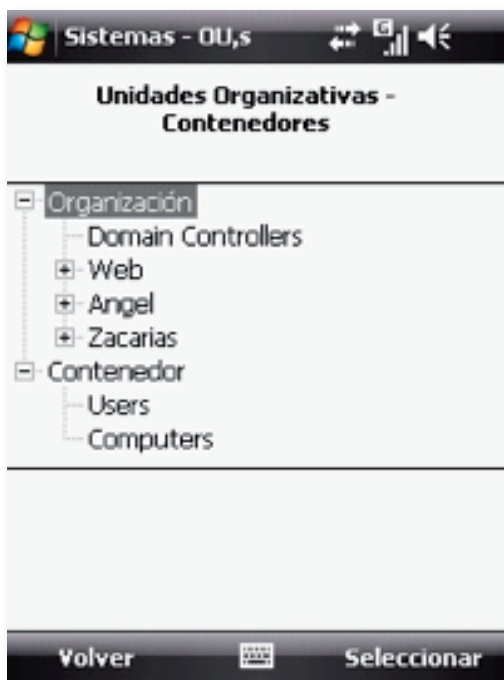 Sistemas - OU,s
G
Unidades Organizativas -
Contenedores
Organización
Domain Controllers
Web
Angel
Zacarias
Contenedor
Users
Computers
Volver
Seleccionar